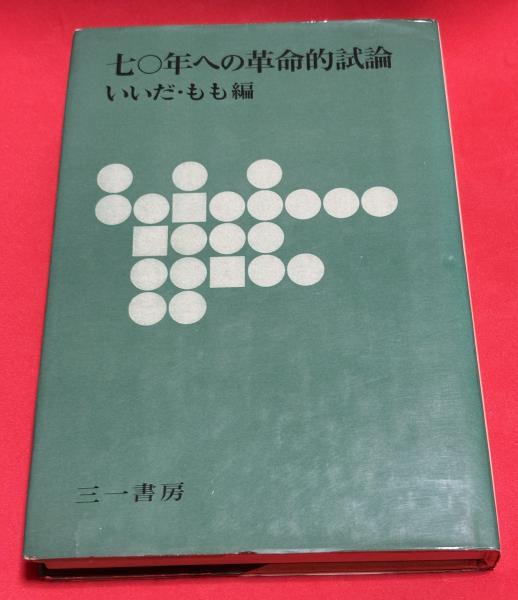 七〇年への革命的試論
いいだ・もも編
三一書房